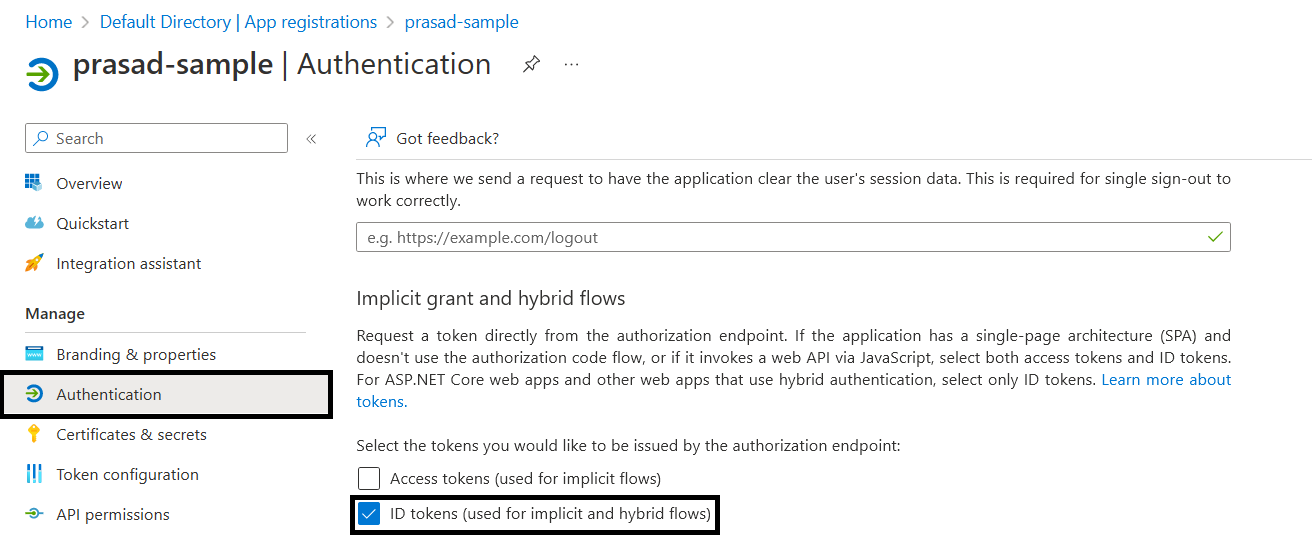 Home > Default Directory | App registrations > prasad-sample
prasad-sample | Authentication
...
Search
«
Overview
Quickstart
Integration assistant
Manage
Branding & properties
Authentication
Certificates & secrets
Token configuration
API permissions
Got feedback?
This is where we send a request to have the application clear the user's session data. This is required for single sign-out to
work correctly.
e.g. https://example.com/logout
Implicit grant and hybrid flows
Request a token directly from the authorization endpoint. If the application has a single-page architecture (SPA) and
doesn't use the authorization code flow, or if it invokes a web API via JavaScript, select both access tokens and ID tokens.
For ASP.NET Core web apps and other web apps that use hybrid authentication, select only ID tokens. Learn more about
tokens.
Select the tokens you would like to be issued by the authorization endpoint:
Access tokens (used for implicit flows)
ID tokens (used for implicit and hybrid flows)